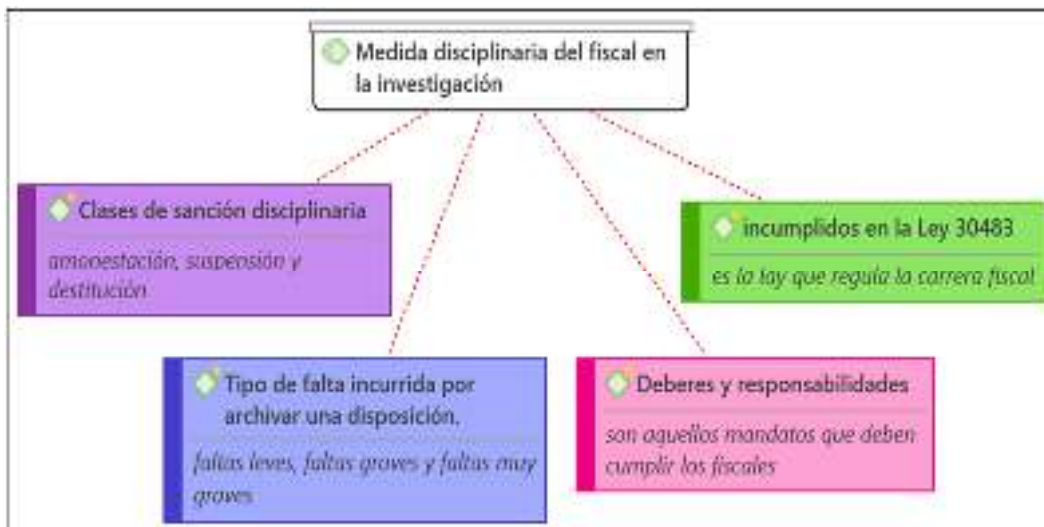 Medida disciplinaria del fiscal en
la investigación
Clases de sanción disciplinaria
amonestación, suspensión y
destitución
incumplidos en la Ley 30483
es la lay que regula la carrera fiscal
Tipo de falta incurrida por
archivar una disposición.
faltas leves, faltas graves y faltas muy
graves
Deberes y responsabilidades
son aquellos mandatos que deben
cumplir los fiscales